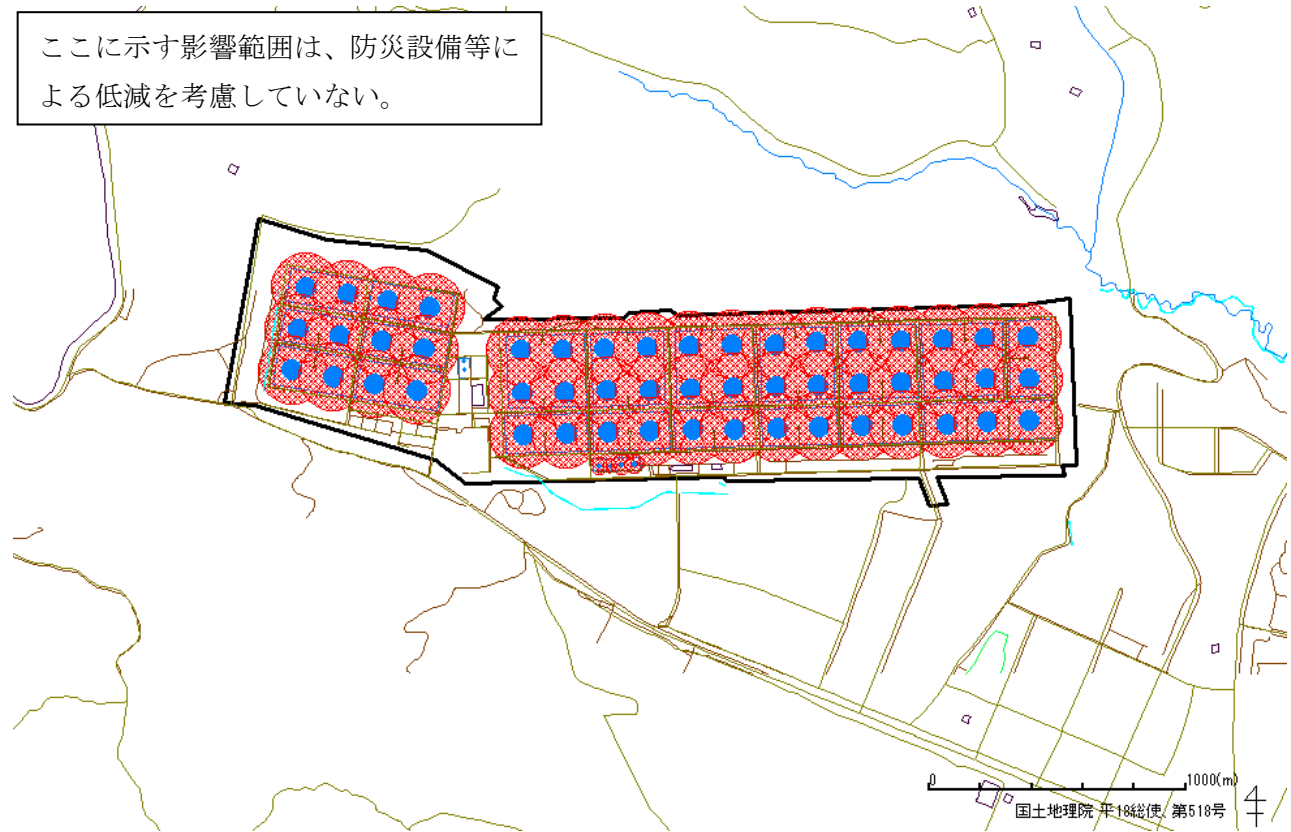 ここに示す影響範囲は、防災設備等に
よる低減を考慮していない。
0 1000(m)
国土地理院 平18総使、第518号